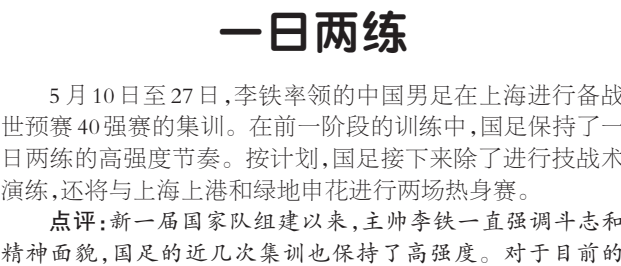 一日两练
5月10日至27日,李铁率领的中国男足在上海进行备战
世预赛40强赛的集训。在前一阶段的训练中,国足保持了一
日两练的高强度节奏。按计划,国足接下来除了进行技战术
演练,还将与上海上港和绿地申花进行两场热身赛。
点评:新一届国家队组建以来,主帅李铁一直强调斗志和
精神面貌,国足的近几次集训也保持了高强度。对于目前的